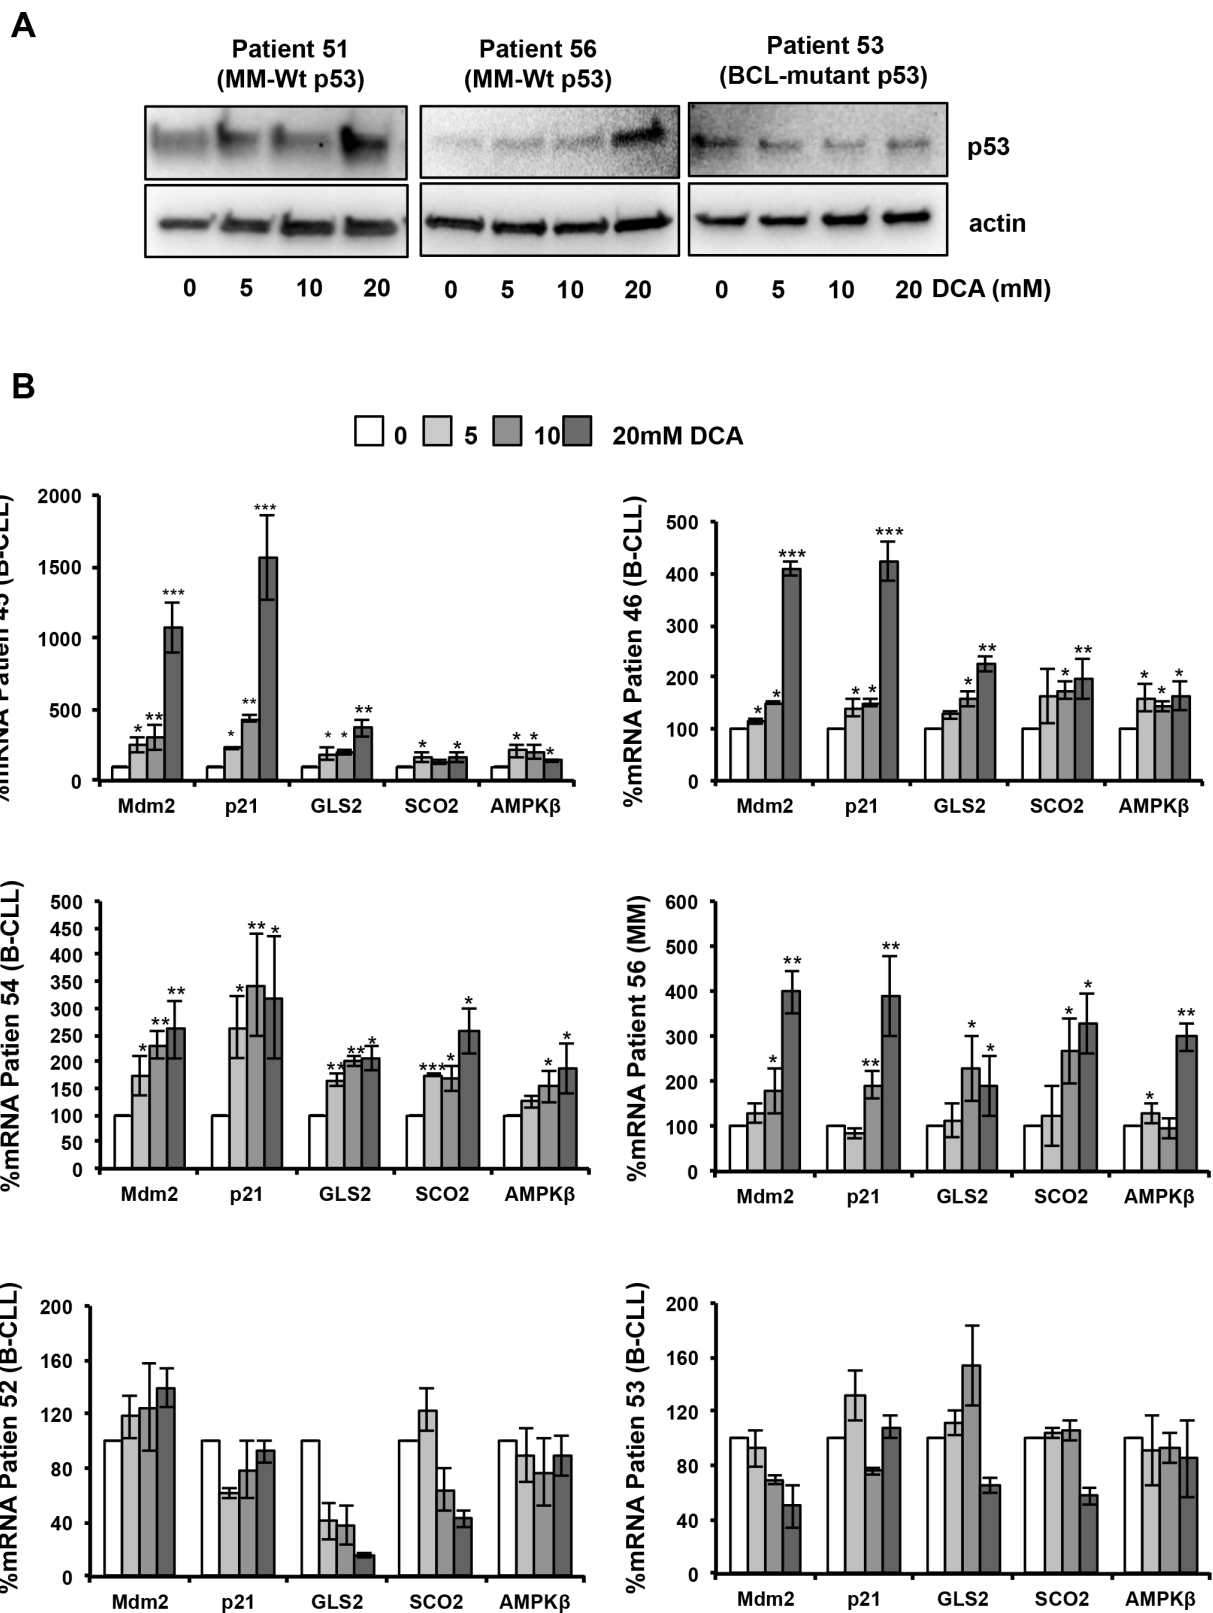 A
Patient 51
(MM-Wt p53)
Patient 56
(MM-Wt p53)
Patient 53
(BCL-mutant p53)
p53
actin
0 5 10 20
0 5 10 20
0 5 10 20 DCA (mM)
B
0 5 10 20mM DCA
%mRNA Patien 45 (B-CLL)
2000
1500
1000
500
0
* ** ***
* ** ***
* * **
* *
* * *
Mdm2 p21 GLS2 SCO2 AMPKβ
%mRNA Patien 46 (B-CLL)
500
400
300
200
100
0
* * ***
* * ***
* **
* **
* * *
Mdm2 p21 GLS2 SCO2 AMPKβ
%mRNA Patien 54 (B-CLL)
500
450
400
350
300
250
200
150
100
50
0
* ** **
* ** *
** ** *
*** * *
* *
Mdm2 p21 GLS2 SCO2 AMPKβ
%mRNA Patient 56 (MM)
600
500
400
300
200
100
0
* **
** **
* *
* *
* **
Mdm2 p21 GLS2 SCO2 AMPKβ
%mRNA Patien 52 (B-CLL)
200
160
120
80
40
0
Mdm2 p21 GLS2 SCO2 AMPKβ
%mRNA Patien 53 (B-CLL)
200
160
120
80
40
0
Mdm2 p21 GLS2 SCO2 AMPKβ